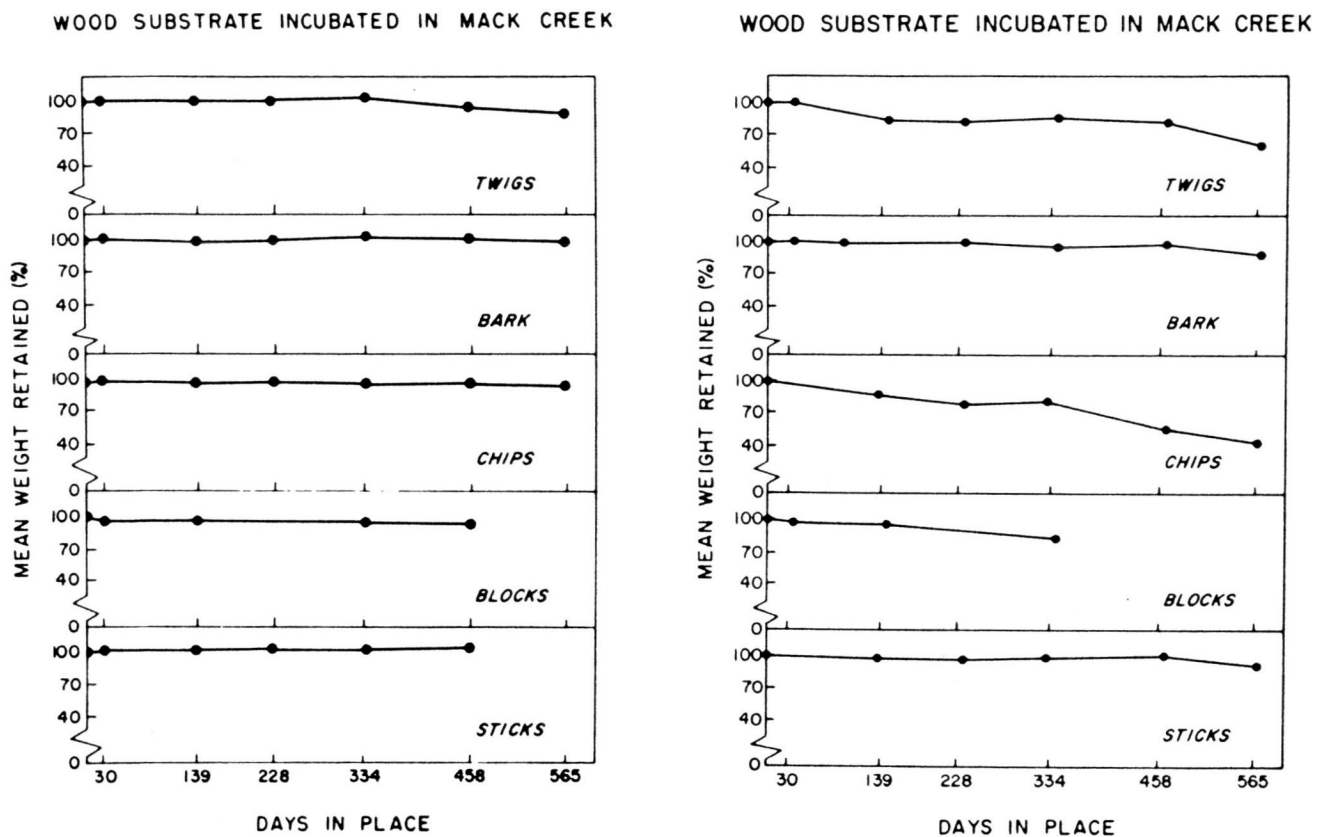 WOOD SUBSTRATE INCUBATED IN MACK CREEK
MEAN WEIGHT RETAINED (%)
100
70
40
0
TWIGS
100
70
40
0
BARK
100
70
40
0
CHIPS
100
70
40
0
BLOCKS
100
70
40
0
STICKS
30 139 228 334 458 565
DAYS IN PLACE
WOOD SUBSTRATE INCUBATED IN MACK CREEK
MEAN WEIGHT RETAINED (%)
100
70
40
0
TWIGS
100
70
40
0
BARK
100
70
40
0
CHIPS
100
70
40
0
BLOCKS
100
70
40
0
STICKS
30 139 228 334 458 565
DAYS IN PLACE